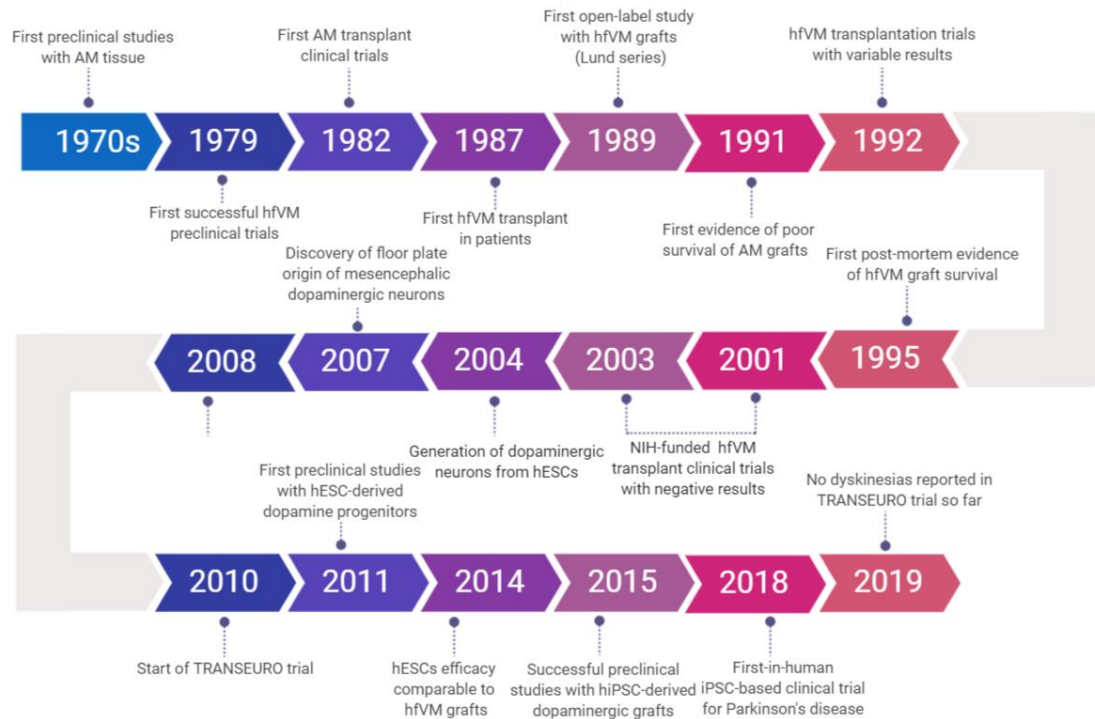 First preclinical studies
with AM tissue
First AM transplant
clinical trials
First open-label study
with hfVM grafts
(Lund series)
hfVM transplantation trials
with variable results
1970s
1979
1982
1987
1989
1991
1992
First successful hfVM
preclinical trials
First hfVM transplant
in patients
First evidence of poor
survival of AM grafts
Discovery of floor plate
origin of mesencephalic
dopaminergic neurons
First post-mortem evidence
of hfVM graft survival
2008
2007
2004
2003
2001
1995
Generation of dopaminergic
neurons from hESCs
NIH-funded hfVM
transplant clinical trials
with negative results
First preclinical studies
with hESC-derived
dopamine progenitors
No dyskinesias reported in
TRANSEURO trial so far
2010
2011
2014
2015
2018
2019
Start of TRANSEURO trial
hESCs efficacy
comparable to
hfVM grafts
Successful preclinical
studies with hiPSC-derived
dopaminergic grafts
First-in-human
iPSC-based clinical trial
for Parkinson's disease